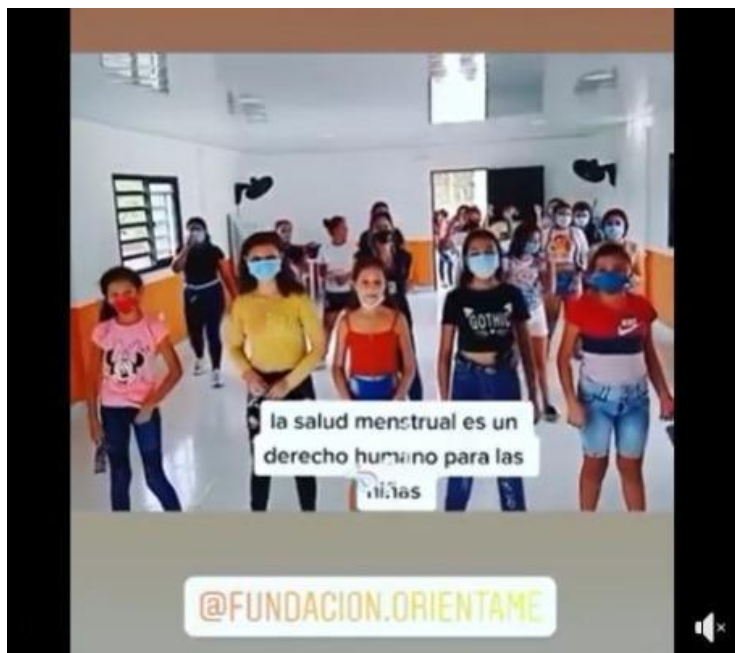 GOTHIC
la salud menstrual es un
derecho humano para las
niñas
@FUNDACION.ORIENTAME